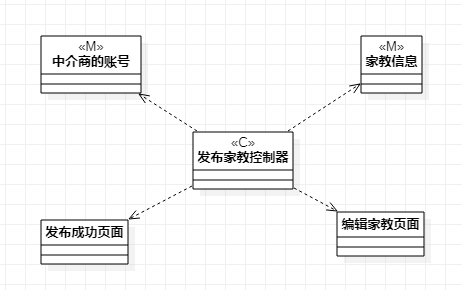 «M»
中介商的账号
«M»
家教信息
«C»
发布家教控制器
发布成功页面
编辑家教页面